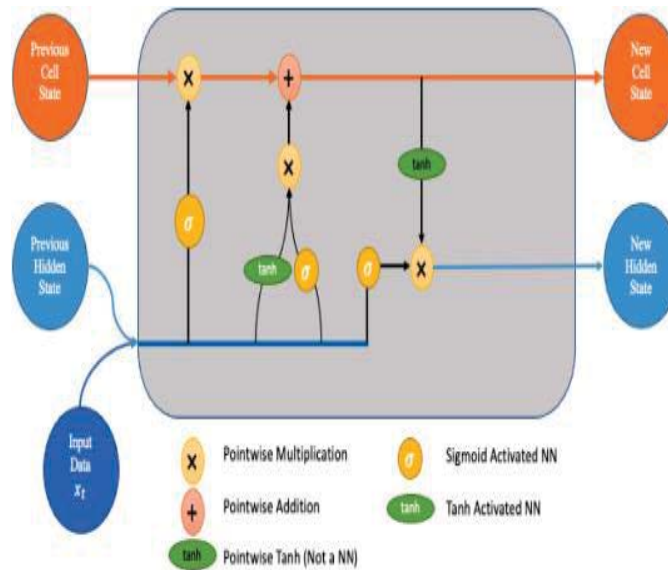 Previous
Cell
State
New
Cell
State
×
+
×
tanh
Previous
Hidden
State
σ
tanh
σ
σ
×
New
Hidden
State
Input
Data
x_t
× Pointwise Multiplication
σ Sigmoid Activated NN
+ Pointwise Addition
tanh Tanh Activated NN
tanh Pointwise Tanh (Not a NN)